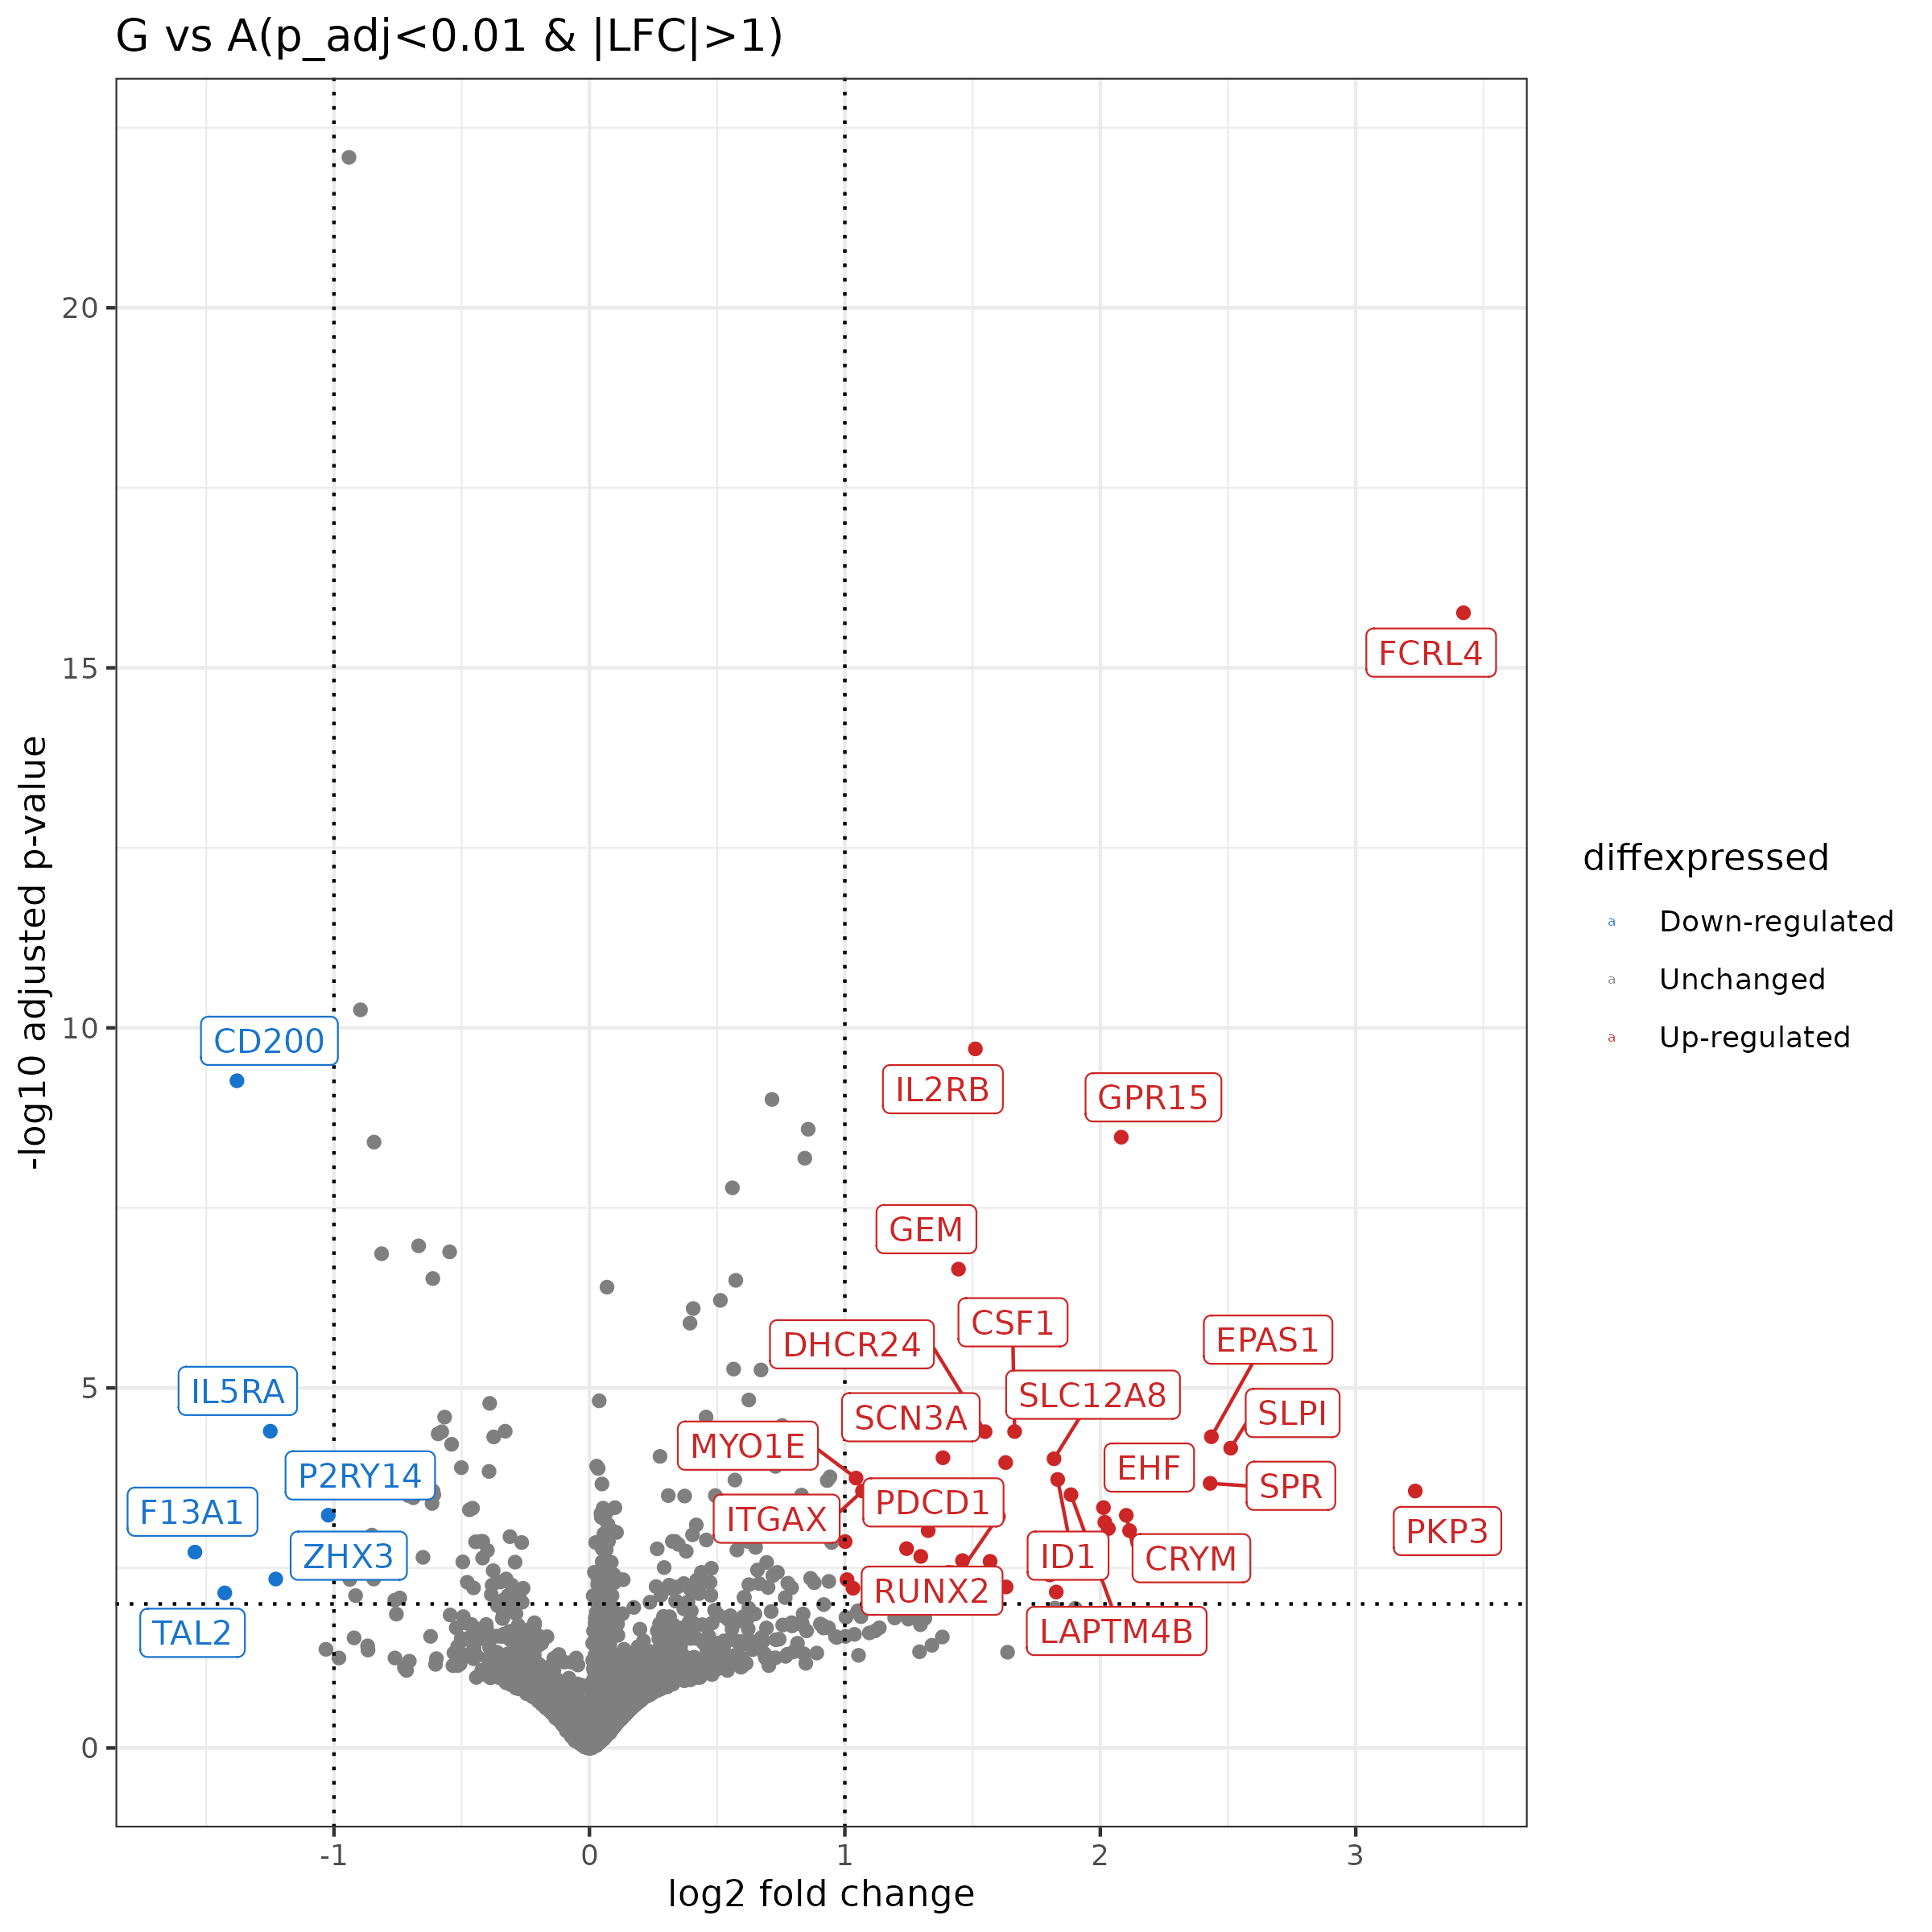 G vs A(p_adj<0.01 & |LFC|>1)
-log10 adjusted p-value
20
15
10
5
0
FCRL4
CD200
IL2RB
GPR15
GEM
CSF1
DHCR24
EPAS1
IL5RA
SLC12A8
SCN3A
SLPI
MYO1E
EHF
P2RY14
SPR
PDCD1
F13A1
ITGAX
PKP3
ZHX3
ID1
CRYM
RUNX2
TAL2
LAPTM4B
-1
0
1
2
3
log2 fold change
diffexpressed
a Down-regulated
a Unchanged
a Up-regulated